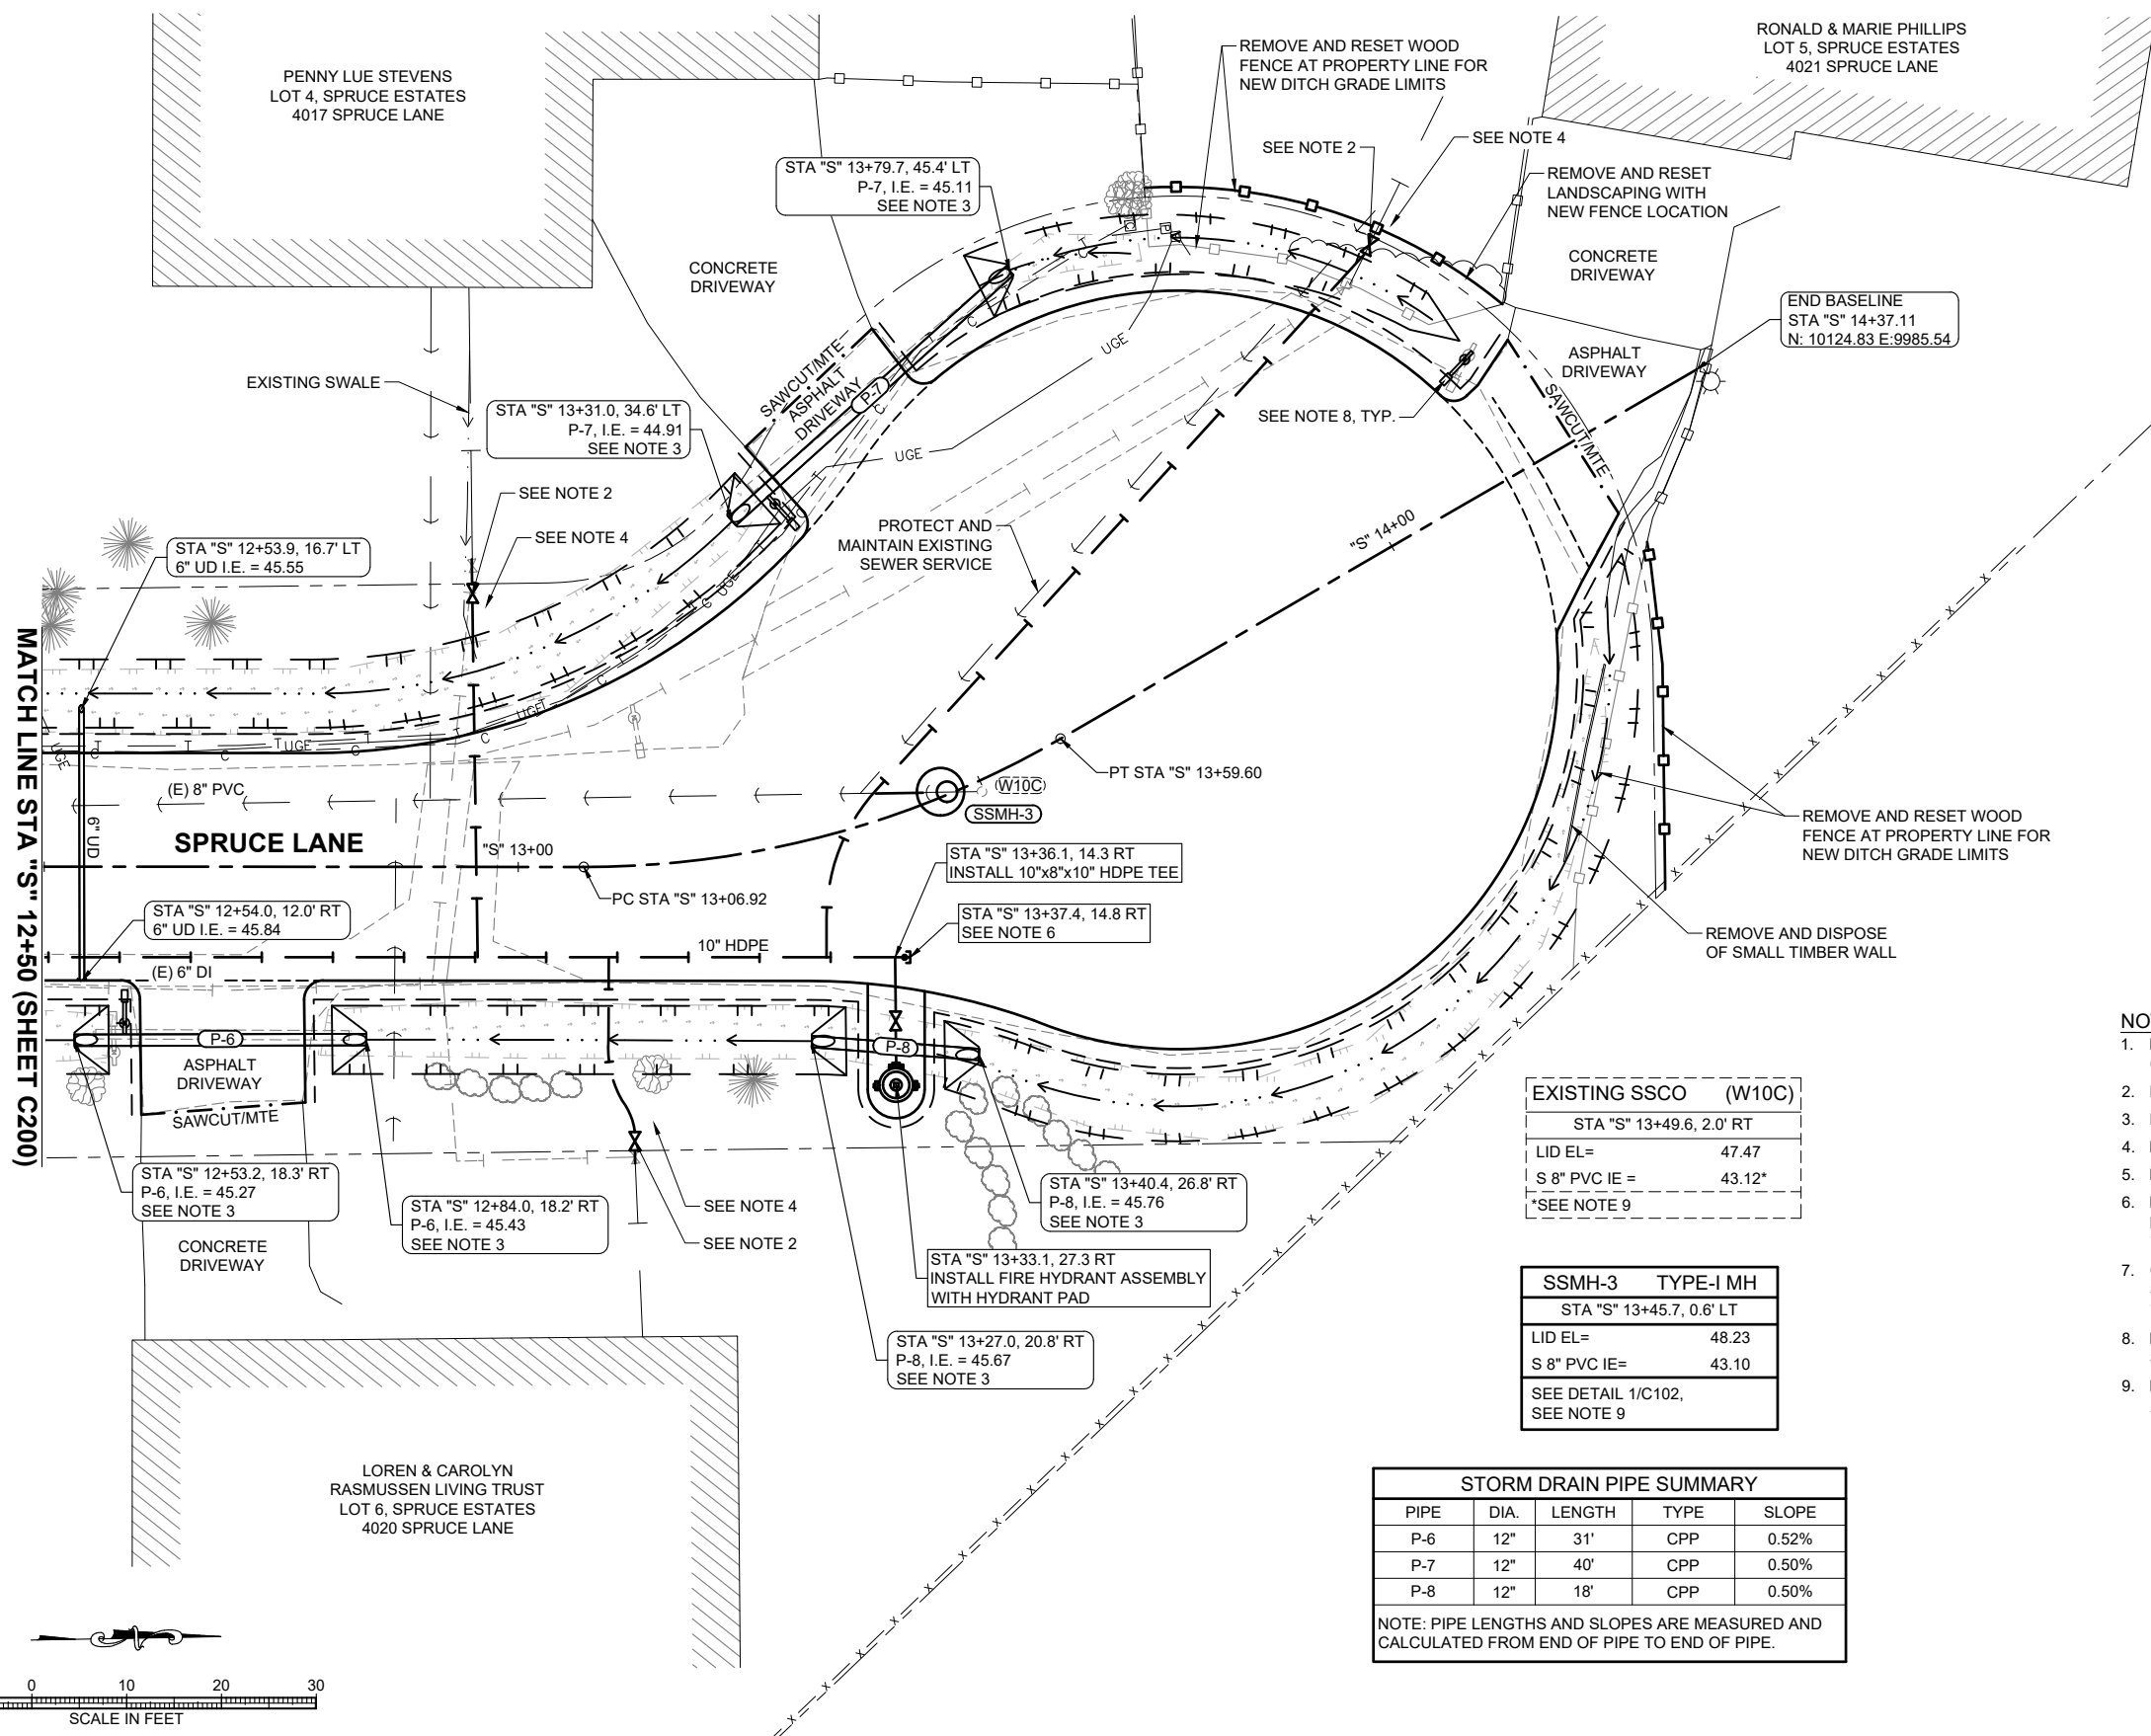 PENNY LUE STEVENS
LOT 4, SPRUCE ESTATES
4017 SPRUCE LANE
REMOVE AND RESET WOOD
FENCE AT PROPERTY LINE FOR
NEW DITCH GRADE LIMITS
RONALD & MARIE PHILLIPS
LOT 5, SPRUCE ESTATES
4021 SPRUCE LANE
SEE NOTE 2
SEE NOTE 4
STA "S" 13+79.7, 45.4' LT
P-7, I.E. = 45.11
SEE NOTE 3
REMOVE AND RESET
LANDSCAPING WITH
NEW FENCE LOCATION
CONCRETE
DRIVEWAY
CONCRETE
DRIVEWAY
END BASELINE
STA "S" 14+37.11
N: 10124.83 E:9985.54
EXISTING SWALE
SAWCUT/MTE
ASPHALT
DRIVEWAY
P-7
UGE
ASPHALT
DRIVEWAY
SAWCUT/MTE
SEE NOTE 8, TYP.
STA "S" 13+31.0, 34.6' LT
P-7, I.E. = 44.91
SEE NOTE 3
UGE
SEE NOTE 2
SEE NOTE 4
PROTECT AND
MAINTAIN EXISTING
SEWER SERVICE
"S" 14+00
STA "S" 12+53.9, 16.7' LT
6" UD I.E. = 45.55
UGE
MATCH LINE STA "S" 12+50 (SHEET C200)
UGE
UGE
UGE
(E) 8" PVC
6" UD
SPRUCE LANE
"S" 13+00
PT STA "S" 13+59.60
(W10C)
SSMH-3
PC STA "S" 13+06.92
STA "S" 13+36.1, 14.3 RT
INSTALL 10"x8"x10" HDPE TEE
STA "S" 13+37.4, 14.8 RT
SEE NOTE 6
REMOVE AND RESET WOOD
FENCE AT PROPERTY LINE FOR
NEW DITCH GRADE LIMITS
REMOVE AND DISPOSE
OF SMALL TIMBER WALL
STA "S" 12+54.0, 12.0' RT
6" UD I.E. = 45.84
10" HDPE
(E) 6" DI
P-6
P-8
ASPHALT
DRIVEWAY
SAWCUT/MTE
STA "S" 12+53.2, 18.3' RT
P-6, I.E. = 45.27
SEE NOTE 3
STA "S" 12+84.0, 18.2' RT
P-6, I.E. = 45.43
SEE NOTE 3
SEE NOTE 4
SEE NOTE 2
CONCRETE
DRIVEWAY
STA "S" 13+40.4, 26.8' RT
P-8, I.E. = 45.76
SEE NOTE 3
STA "S" 13+33.1, 27.3 RT
INSTALL FIRE HYDRANT ASSEMBLY
WITH HYDRANT PAD
STA "S" 13+27.0, 20.8' RT
P-8, I.E. = 45.67
SEE NOTE 3
EXISTING SSCO (W10C)
STA "S" 13+49.6, 2.0' RT
LID EL= 47.47
S 8" PVC IE = 43.12*
*SEE NOTE 9
SSMH-3 TYPE-I MH
STA "S" 13+45.7, 0.6' LT
LID EL= 48.23
S 8" PVC IE= 43.10
SEE DETAIL 1/C102,
SEE NOTE 9
LOREN & CAROLYN
RASMUSSEN LIVING TRUST
LOT 6, SPRUCE ESTATES
4020 SPRUCE LANE
STORM DRAIN PIPE SUMMARY
PIPE DIA. LENGTH TYPE SLOPE
P-6 12" 31' CPP 0.52%
P-7 12" 40' CPP 0.50%
P-8 12" 18' CPP 0.50%
NOTE: PIPE LENGTHS AND SLOPES ARE MEASURED AND
CALCULATED FROM END OF PIPE TO END OF PIPE.
0 10 20 30
SCALE IN FEET
1.
2.
3.
4.
5.
6.
7.
8.
9.